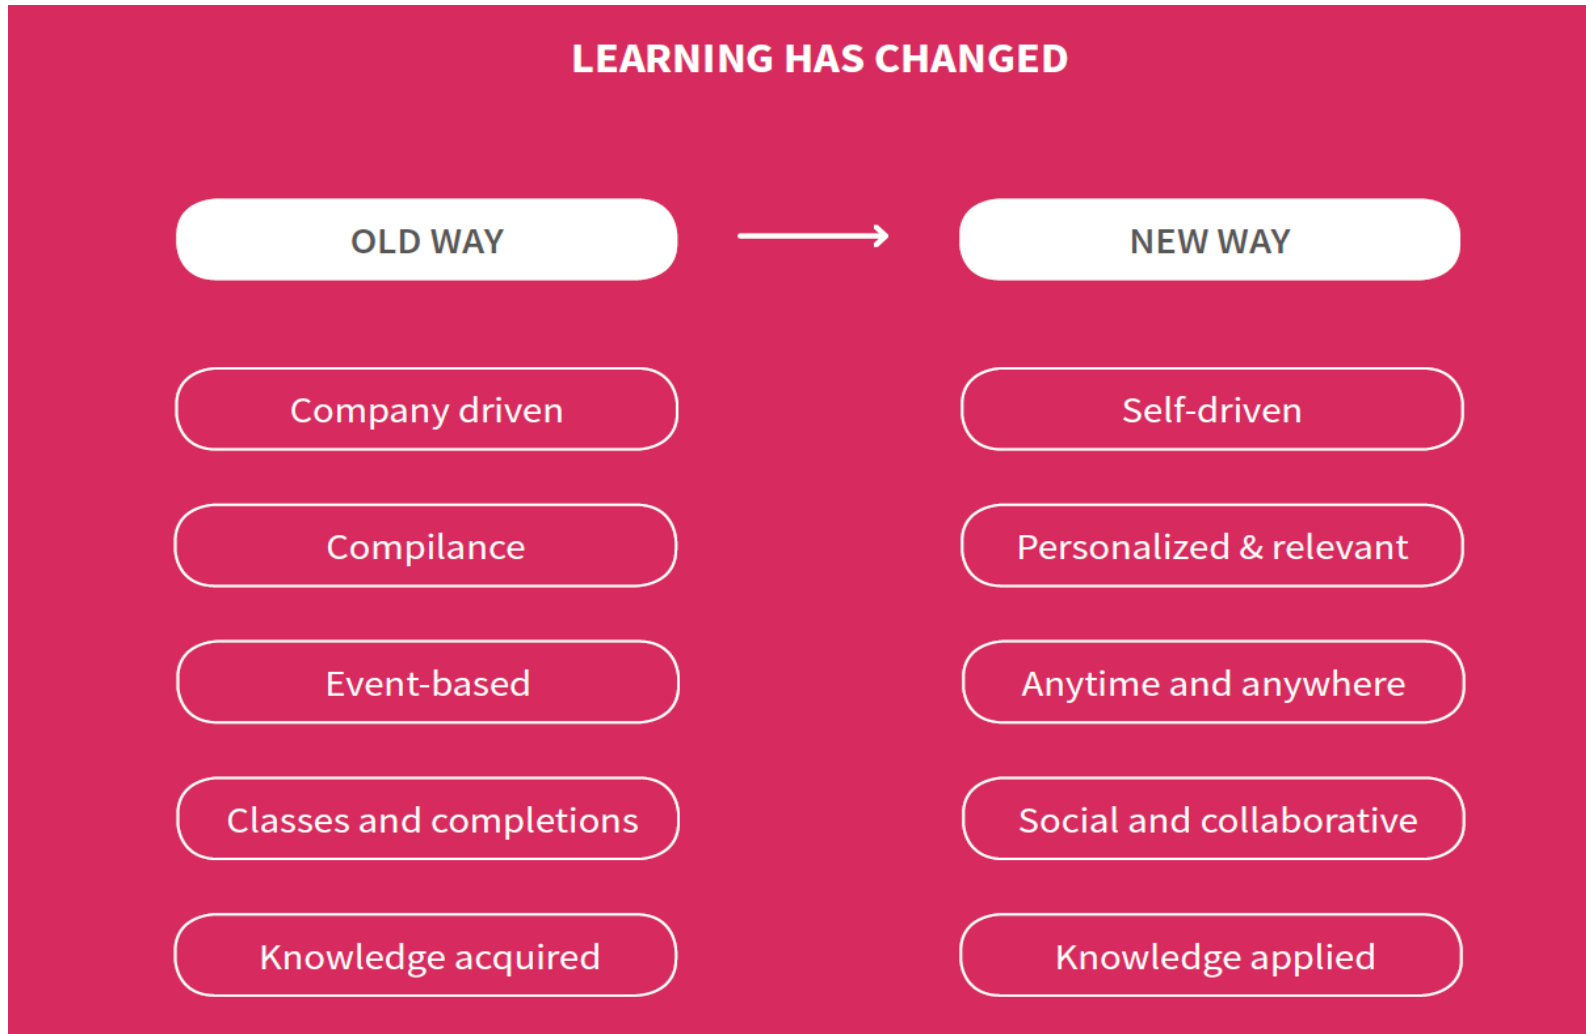 LEARNING HAS CHANGED
OLD WAY
NEW WAY
Company driven
Self-driven
Compilance
Personalized & relevant
Event-based
Anytime and anywhere
Classes and completions
Social and collaborative
Knowledge acquired
Knowledge applied